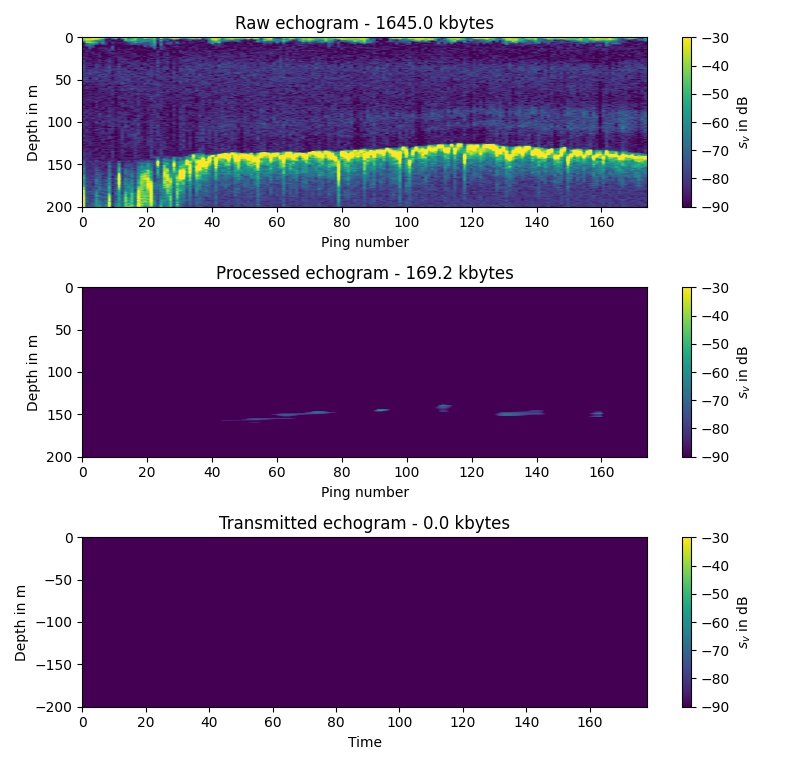 Raw echogram - 1645.0 kbytes
0
50
100
150
200
Depth in m
0 20 40 60 80 100 120 140 160
Ping number
−30
−40
−50
−60
−70
−80
−90
sv in dB
Processed echogram - 169.2 kbytes
0
50
100
150
200
Depth in m
0 20 40 60 80 100 120 140 160
Ping number
−30
−40
−50
−60
−70
−80
−90
sv in dB
Transmitted echogram - 0.0 kbytes
0
−50
−100
−150
−200
Depth in m
0 20 40 60 80 100 120 140 160
Time
−30
−40
−50
−60
−70
−80
−90
sv in dB